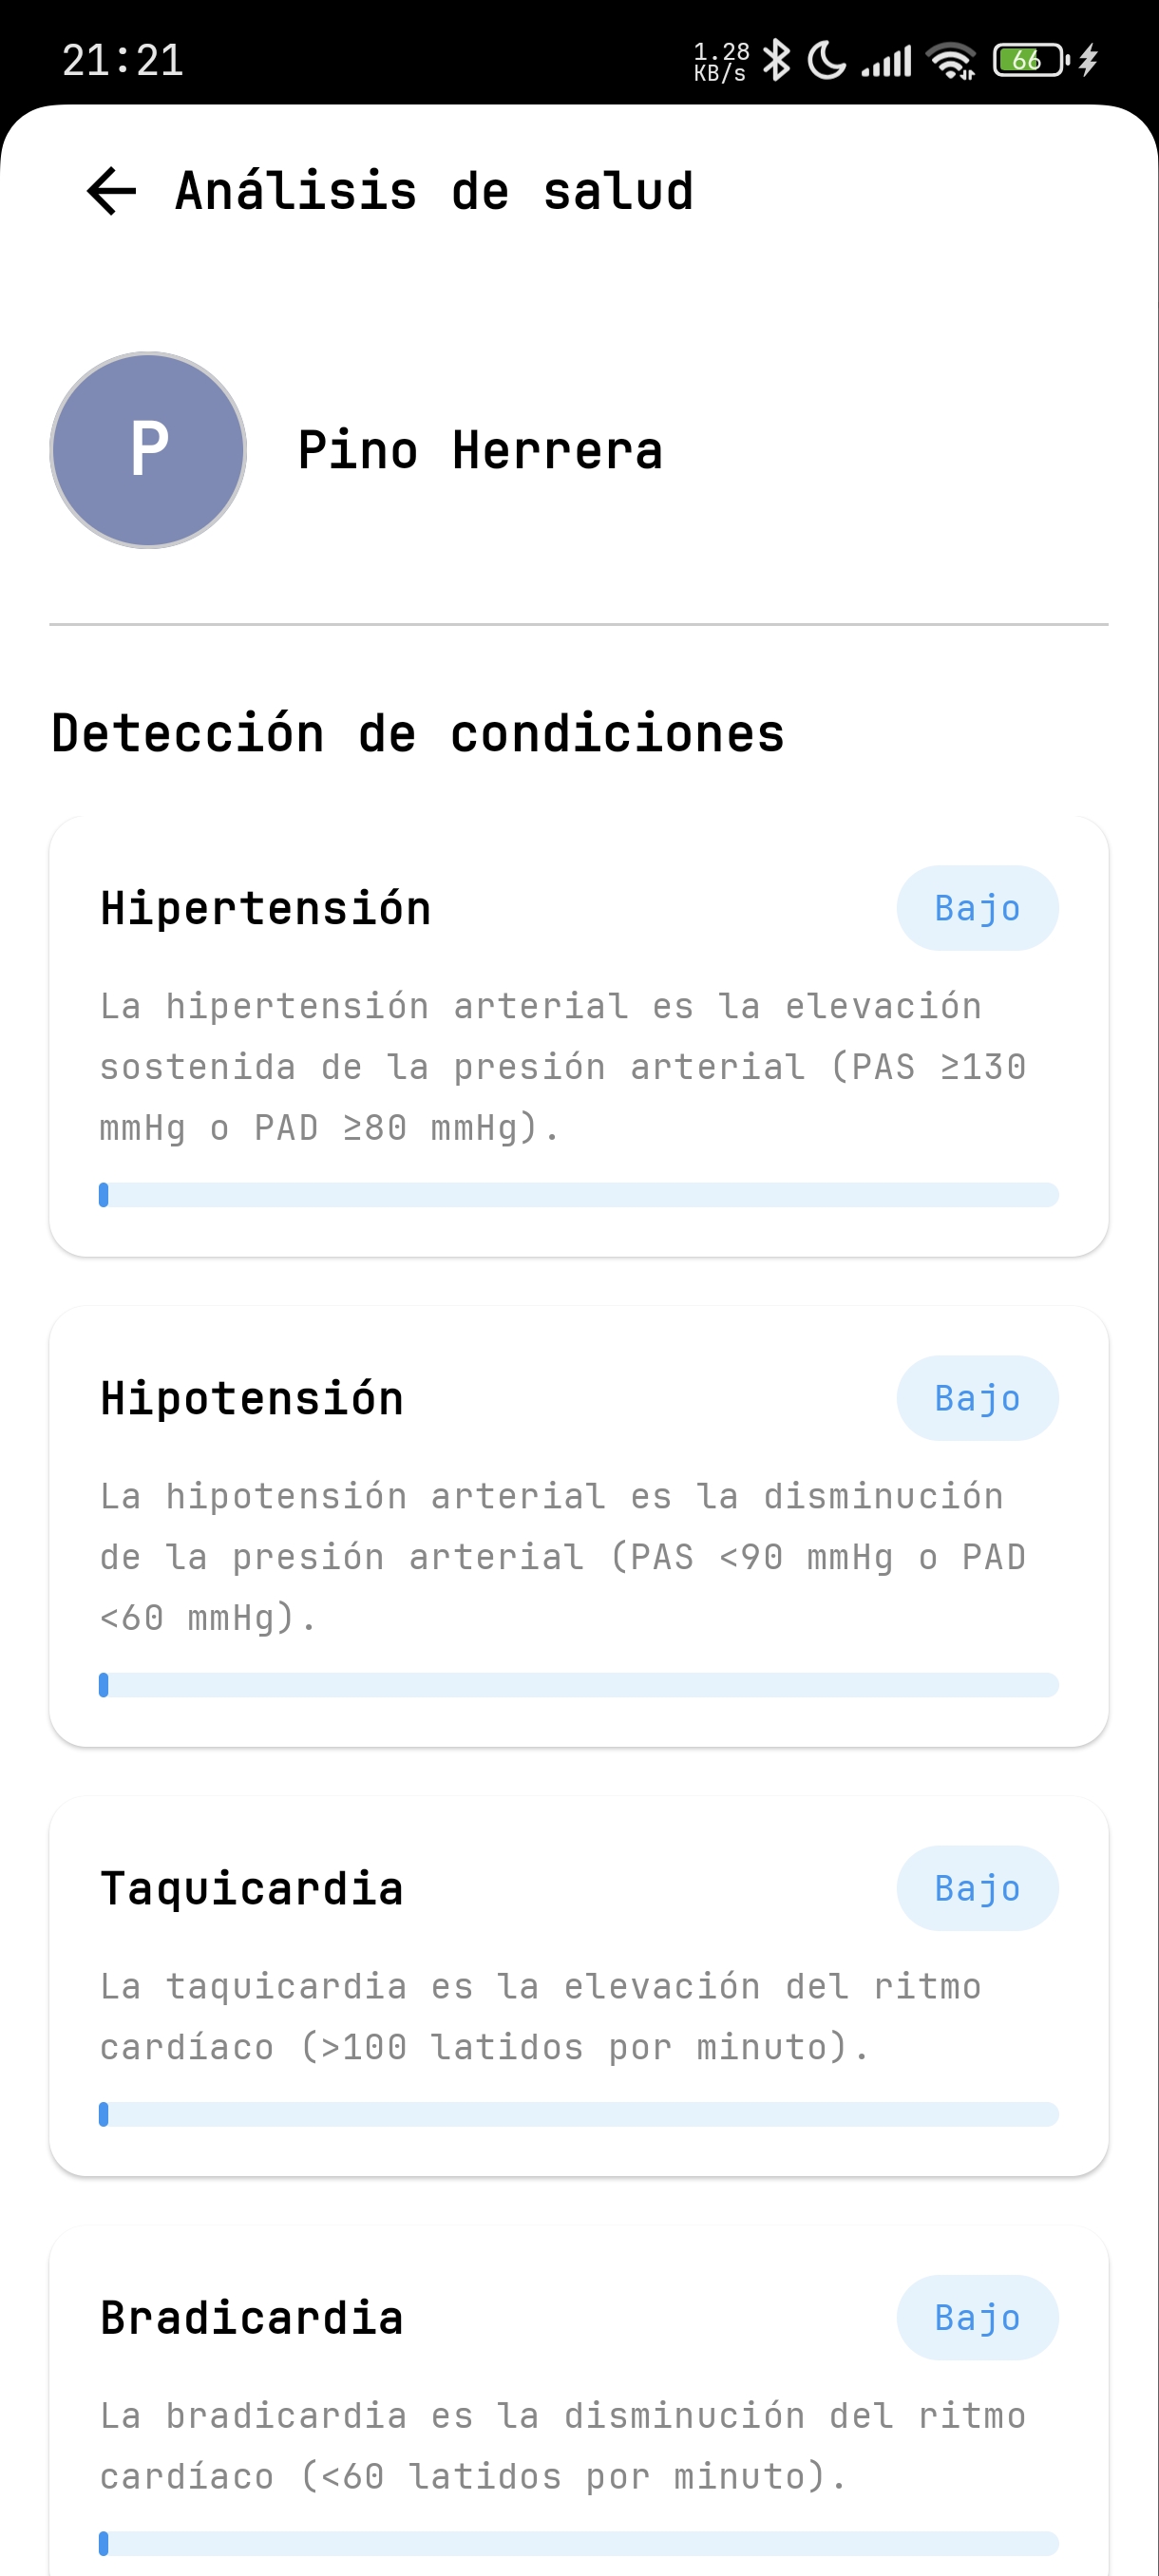 21:21
1.28
KB/s
66
Análisis de salud
P
Pino Herrera
Detección de condiciones
Hipertensión
Bajo
La hipertensión arterial es la elevación
sostenida de la presión arterial (PAS ≥130
mmHg o PAD ≥80 mmHg).
Hipotensión
Bajo
La hipotensión arterial es la disminución
de la presión arterial (PAS <90 mmHg o PAD
<60 mmHg).
Taquicardia
Bajo
La taquicardia es la elevación del ritmo
cardíaco (>100 latidos por minuto).
Bradicardia
Bajo
La bradicardia es la disminución del ritmo
cardíaco (<60 latidos por minuto).